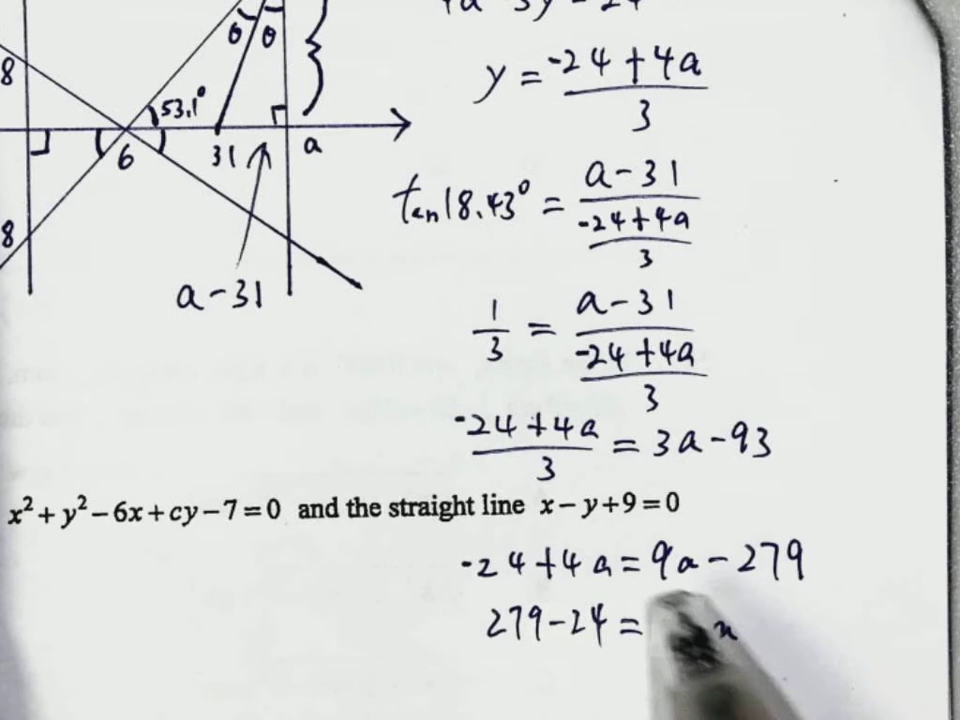 y = -24 + 4a / 3
θ θ
8
53.1°
6 31 a
tan 18.43° = a - 31 / (-24 + 4a / 3)
8
a - 31
1/3 = a - 31 / (-24 + 4a / 3)
-24 + 4a / 3 = 3a - 93
x² + y² − 6x + cy − 7 = 0 and the straight line x − y + 9 = 0
-24 + 4a = 9a - 279
279 - 24 =